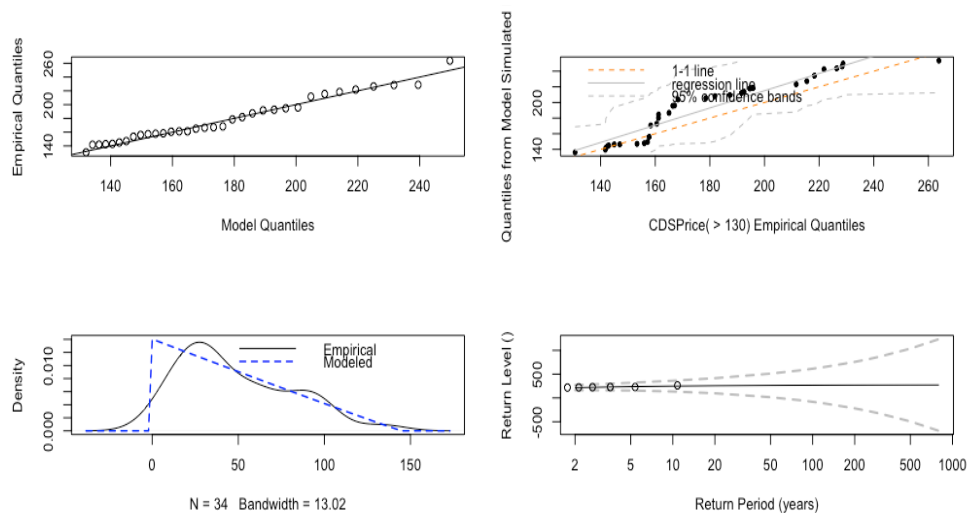 Empirical Quantiles
140 200 260
140 160 180 200 220 240
Model Quantiles
Quantiles from Model Simulated
140 200
1-1 line
regression line
95% confidence bands
140 160 180 200 220 240 260
CDSPrice( > 130) Empirical Quantiles
Density
0.000 0.010
Empirical
Modeled
0 50 100 150
N = 34 Bandwidth = 13.02
Return Level ()
-500 500
2 5 10 20 50 100 200 500 1000
Return Period (years)